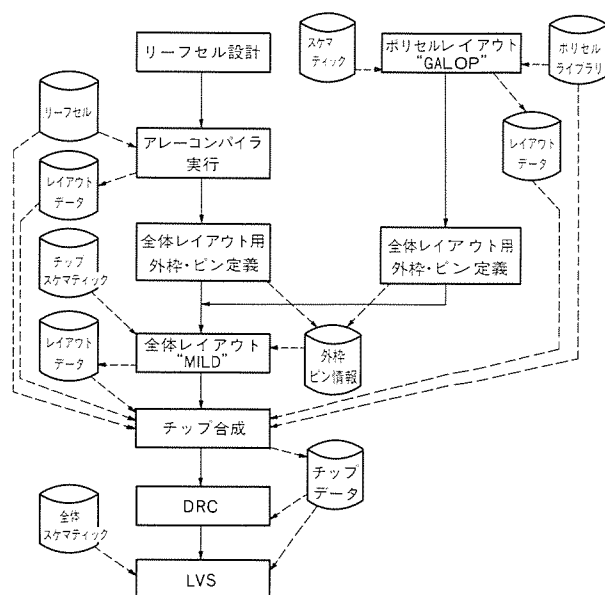 リーフセル設計
スケマ
ティック
ポリセルレイアウト
"GALOP"
ポリセル
ライブラリ
リーフセル
アレーコンパイラ
実行
レイアウト
データ
レイアウト
データ
全体レイアウト用
外枠・ピン定義
全体レイアウト用
外枠・ピン定義
チップ
スケマティック
レイアウト
データ
全体レイアウト
"MILD"
外枠
ピン情報
チップ合成
チップ
データ
DRC
全体
スケマティック
LVS